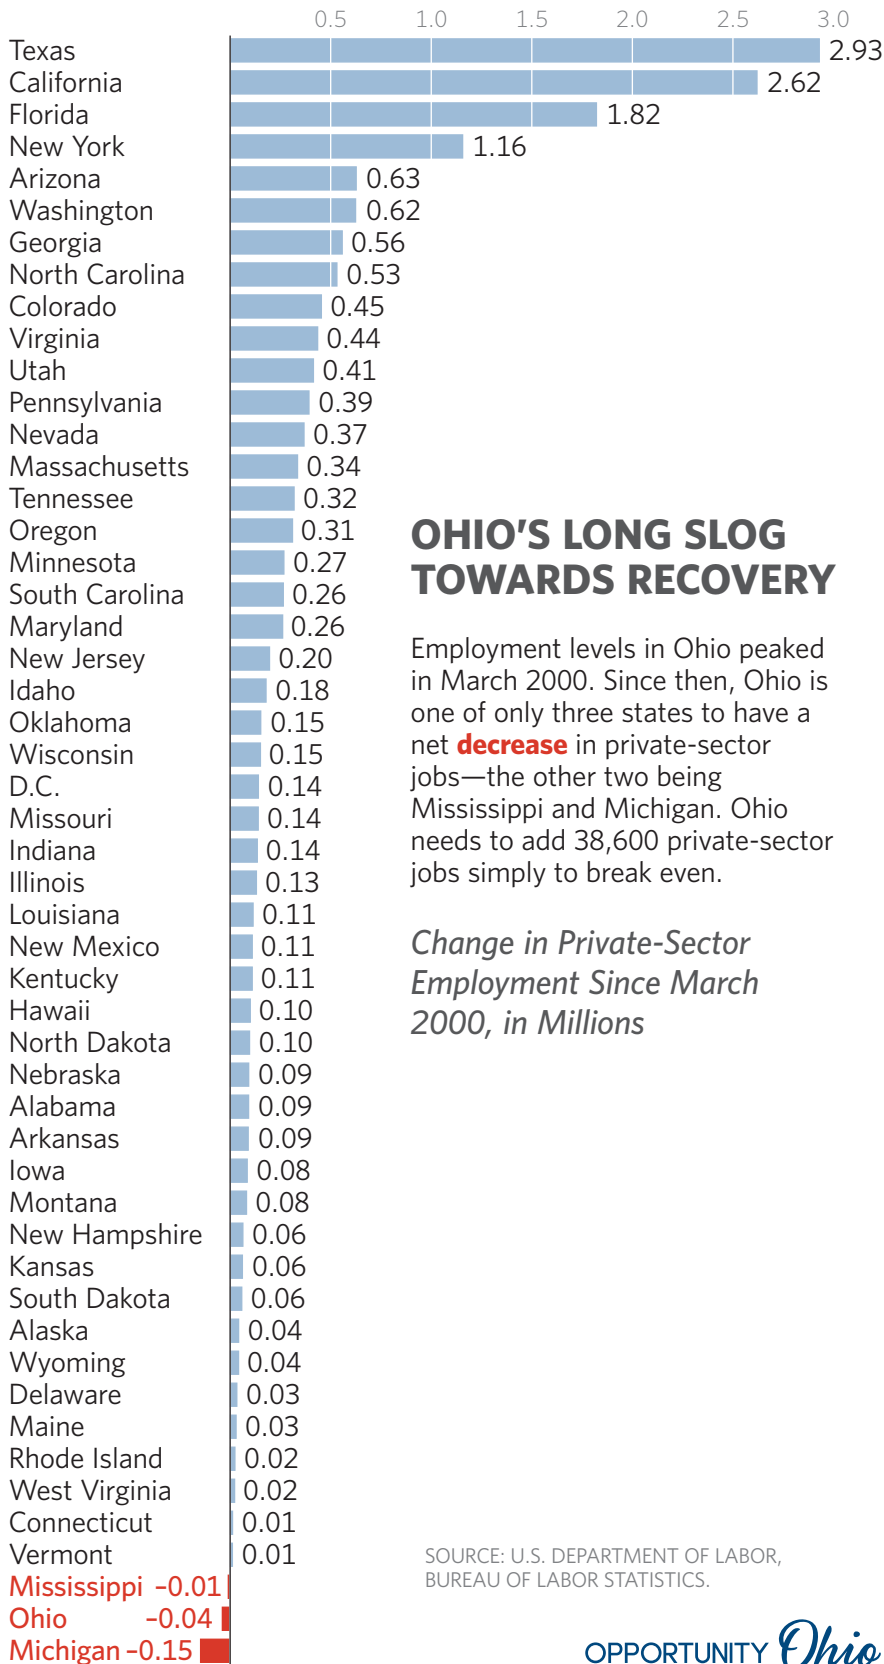 0.5 1.0 1.5 2.0 2.5 3.0
Texas 2.93
California 2.62
Florida 1.82
New York 1.16
Arizona 0.63
Washington 0.62
Georgia 0.56
North Carolina 0.53
Colorado 0.45
Virginia 0.44
Utah 0.41
Pennsylvania 0.39
Nevada 0.37
Massachusetts 0.34
Tennessee 0.32
Oregon 0.31
Minnesota 0.27
South Carolina 0.26
Maryland 0.26
New Jersey 0.20
Idaho 0.18
Oklahoma 0.15
Wisconsin 0.15
D.C. 0.14
Missouri 0.14
Indiana 0.14
Illinois 0.13
Louisiana 0.11
New Mexico 0.11
Kentucky 0.11
Hawaii 0.10
North Dakota 0.10
Nebraska 0.09
Alabama 0.09
Arkansas 0.09
Iowa 0.08
Montana 0.08
New Hampshire 0.06
Kansas 0.06
South Dakota 0.06
Alaska 0.04
Wyoming 0.04
Delaware 0.03
Maine 0.03
Rhode Island 0.02
West Virginia 0.02
Connecticut 0.01
Vermont 0.01
Mississippi –0.01
Ohio –0.04
Michigan –0.15
OHIO'S LONG SLOG
TOWARDS RECOVERY
Employment levels in Ohio peaked
in March 2000. Since then, Ohio is
one of only three states to have a
net decrease in private-sector
jobs—the other two being
Mississippi and Michigan. Ohio
needs to add 38,600 private-sector
jobs simply to break even.
Change in Private-Sector
Employment Since March
2000, in Millions
SOURCE: U.S. DEPARTMENT OF LABOR,
BUREAU OF LABOR STATISTICS.
OPPORTUNITY Ohio